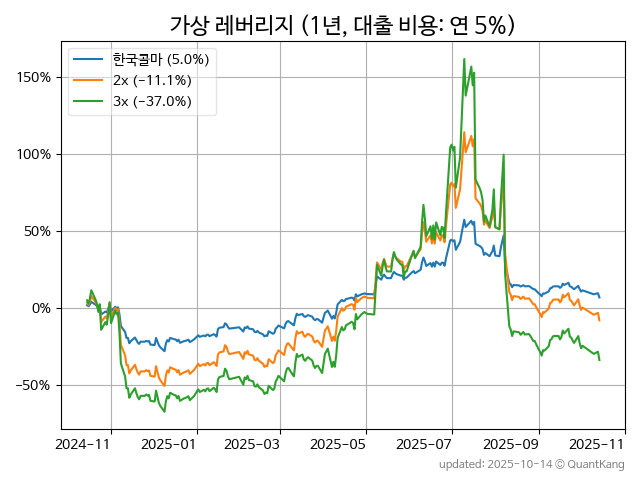 가상 레버리지 (1년, 대출 비용: 연 5%)
한국콜마 (5.0%)
2x (−11.1%)
3x (−37.0%)
150%
100%
50%
0%
−50%
2024-11 2025-01 2025-03 2025-05 2025-07 2025-09 2025-11
updated: 2025-10-14 © QuantKang